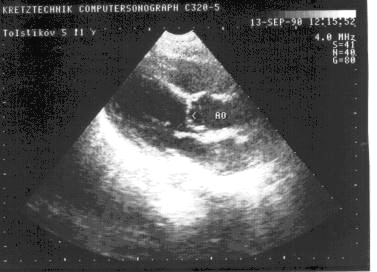 KRETZTECHNIK COMPUTERSONOGRAPH C320-5
13-SEP-90 12:15:52
Tolstikov S 11 y
4.0 MHz
S=41
N=40
G=80
< AO